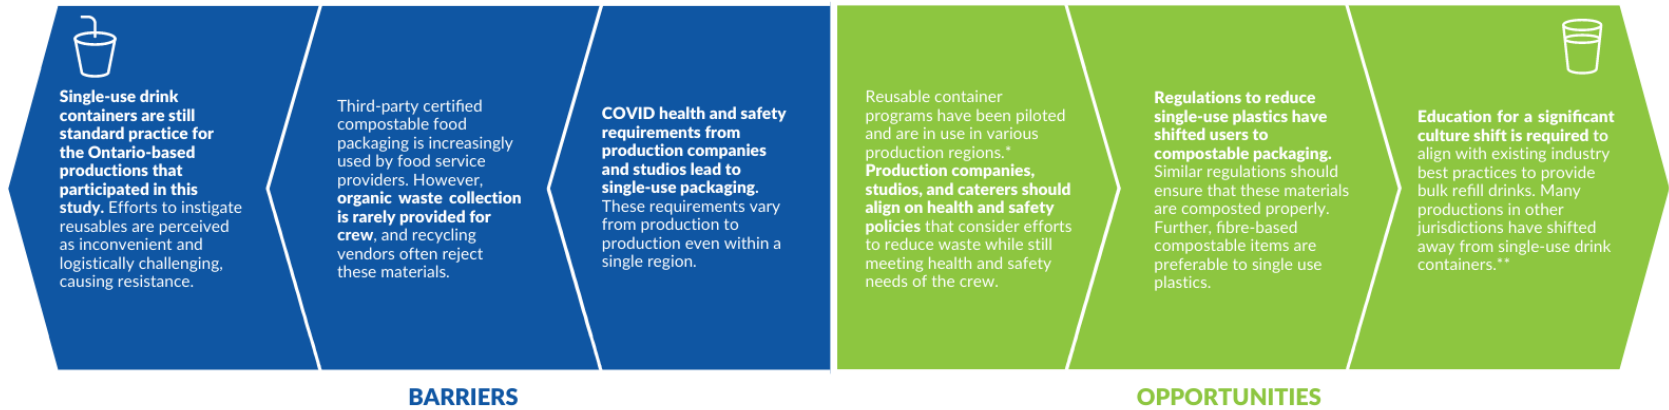 Single-use drink
containers are still
standard practice for
the Ontario-based
productions that
participated in this
study. Efforts to instigate
reusables are perceived
as inconvenient and
logistically challenging,
causing resistance.
Third-party certified
compostable food
packaging is increasingly
used by food service
providers. However,
organic waste collection
is rarely provided for
crew, and recycling
vendors often reject
these materials.
COVID health and safety
requirements from
production companies
and studios lead to
single-use packaging.
These requirements vary
from production to
production even within a
single region.
BARRIERS
Reusable container
programs have been piloted
and are in use in various
production regions.*
Production companies,
studios, and caterers should
align on health and safety
policies that consider efforts
to reduce waste while still
meeting health and safety
needs of the crew.
Regulations to reduce
single-use plastics have
shifted users to
compostable packaging.
Similar regulations should
ensure that these materials
are composted properly.
Further, fibre-based
compostable items are
preferable to single use
plastics.
Education for a significant
culture shift is required to
align with existing industry
best practices to provide
bulk refill drinks. Many
productions in other
jurisdictions have shifted
away from single-use drink
containers.**
OPPORTUNITIES